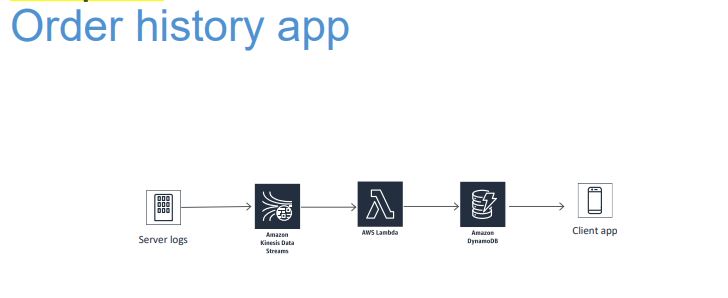 Order history app
Server logs
Amazon
Kinesis Data
Streams
AWS Lambda
Amazon
DynamoDB
Client app